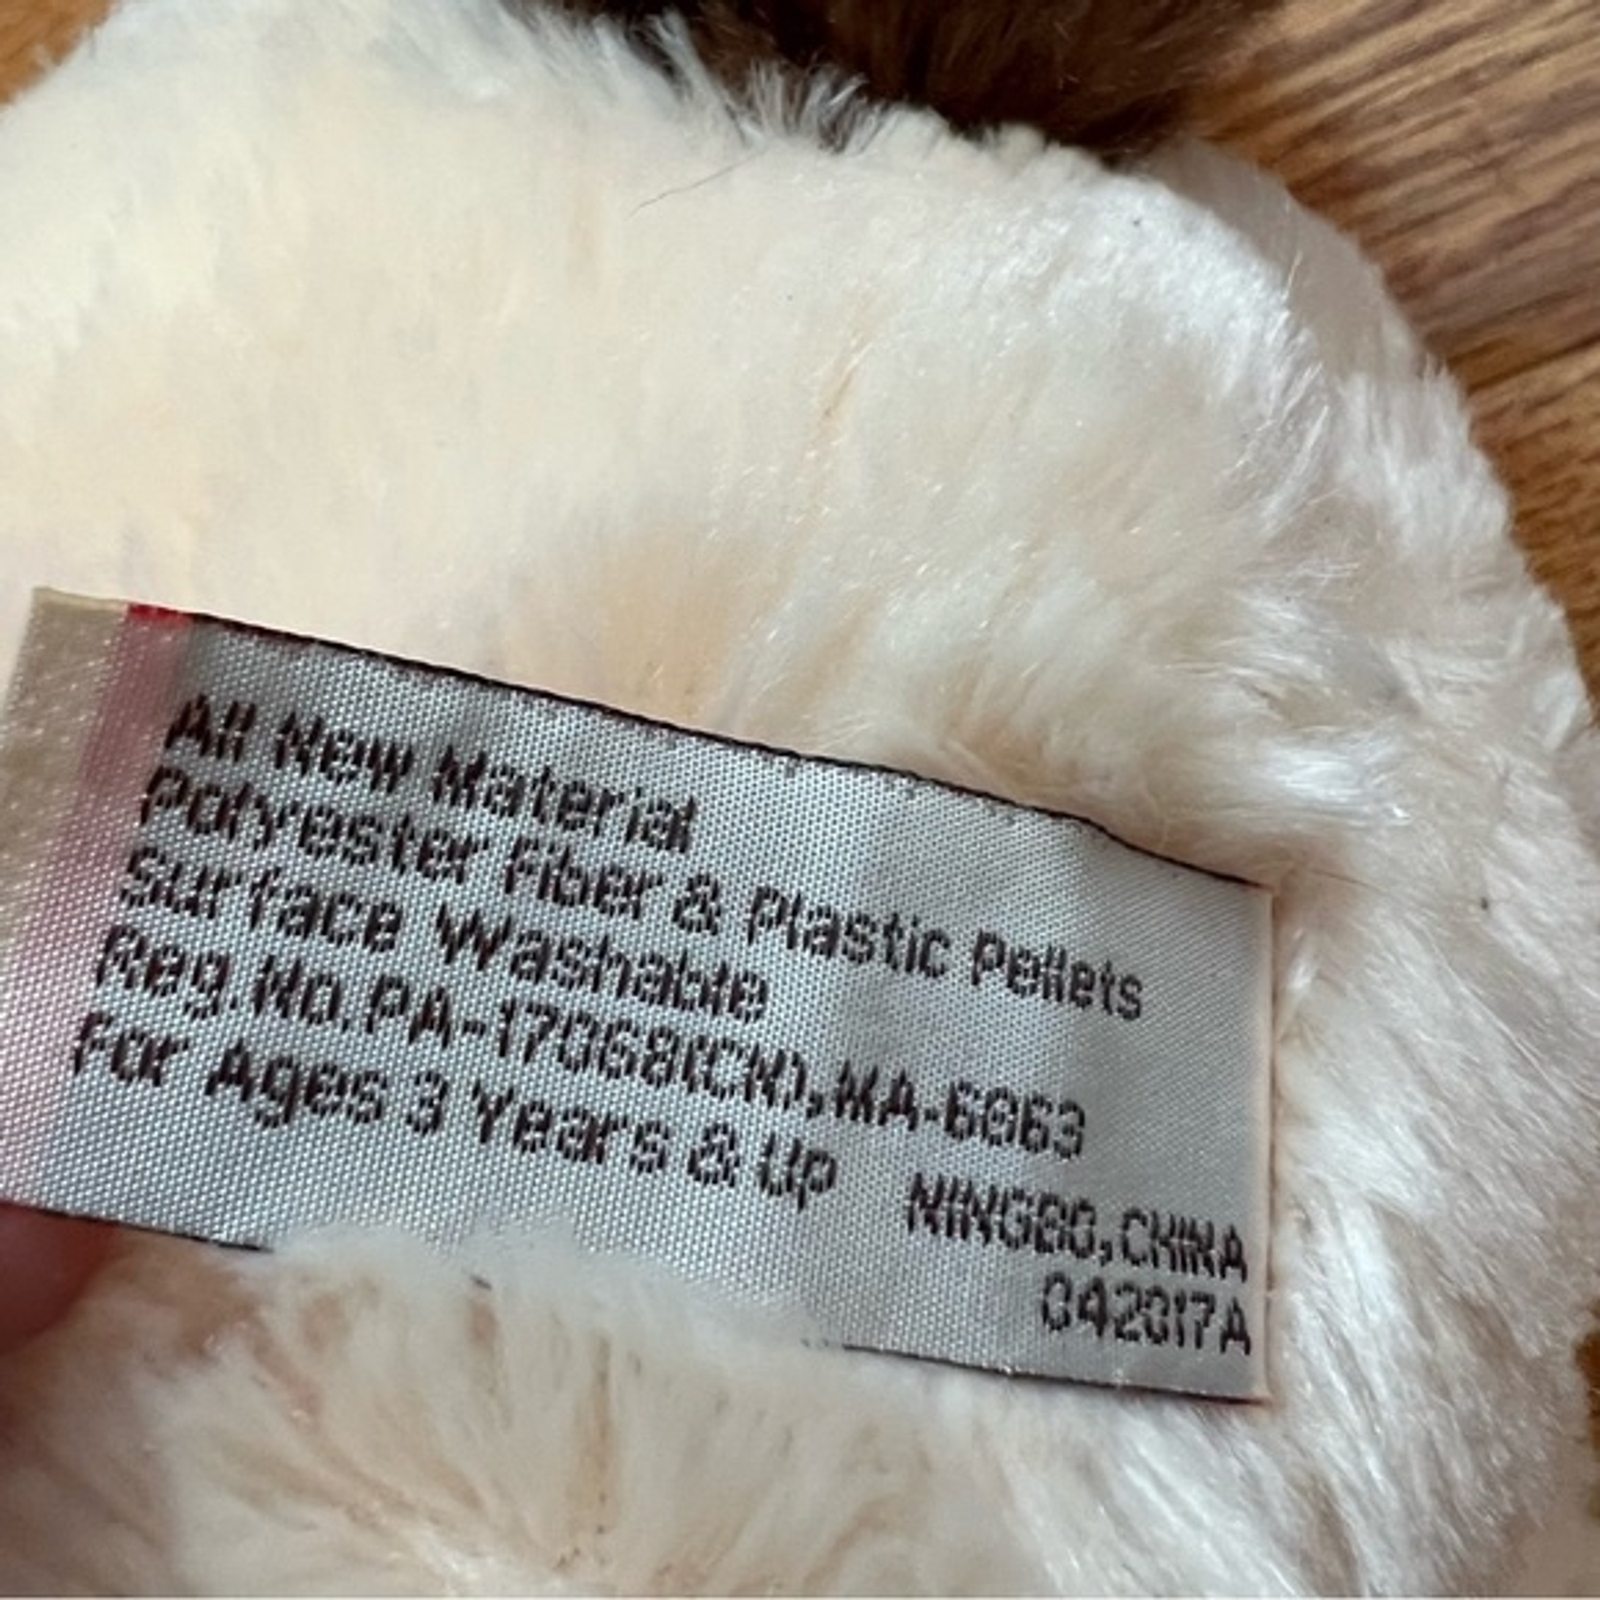 All New Material
Polyester Fiber & Plastic Pellets
Surface Washable
Reg.No.PA-17068(CN),MA-6063
For Ages 3 Years & Up
NINGBO,CHINA
042017A